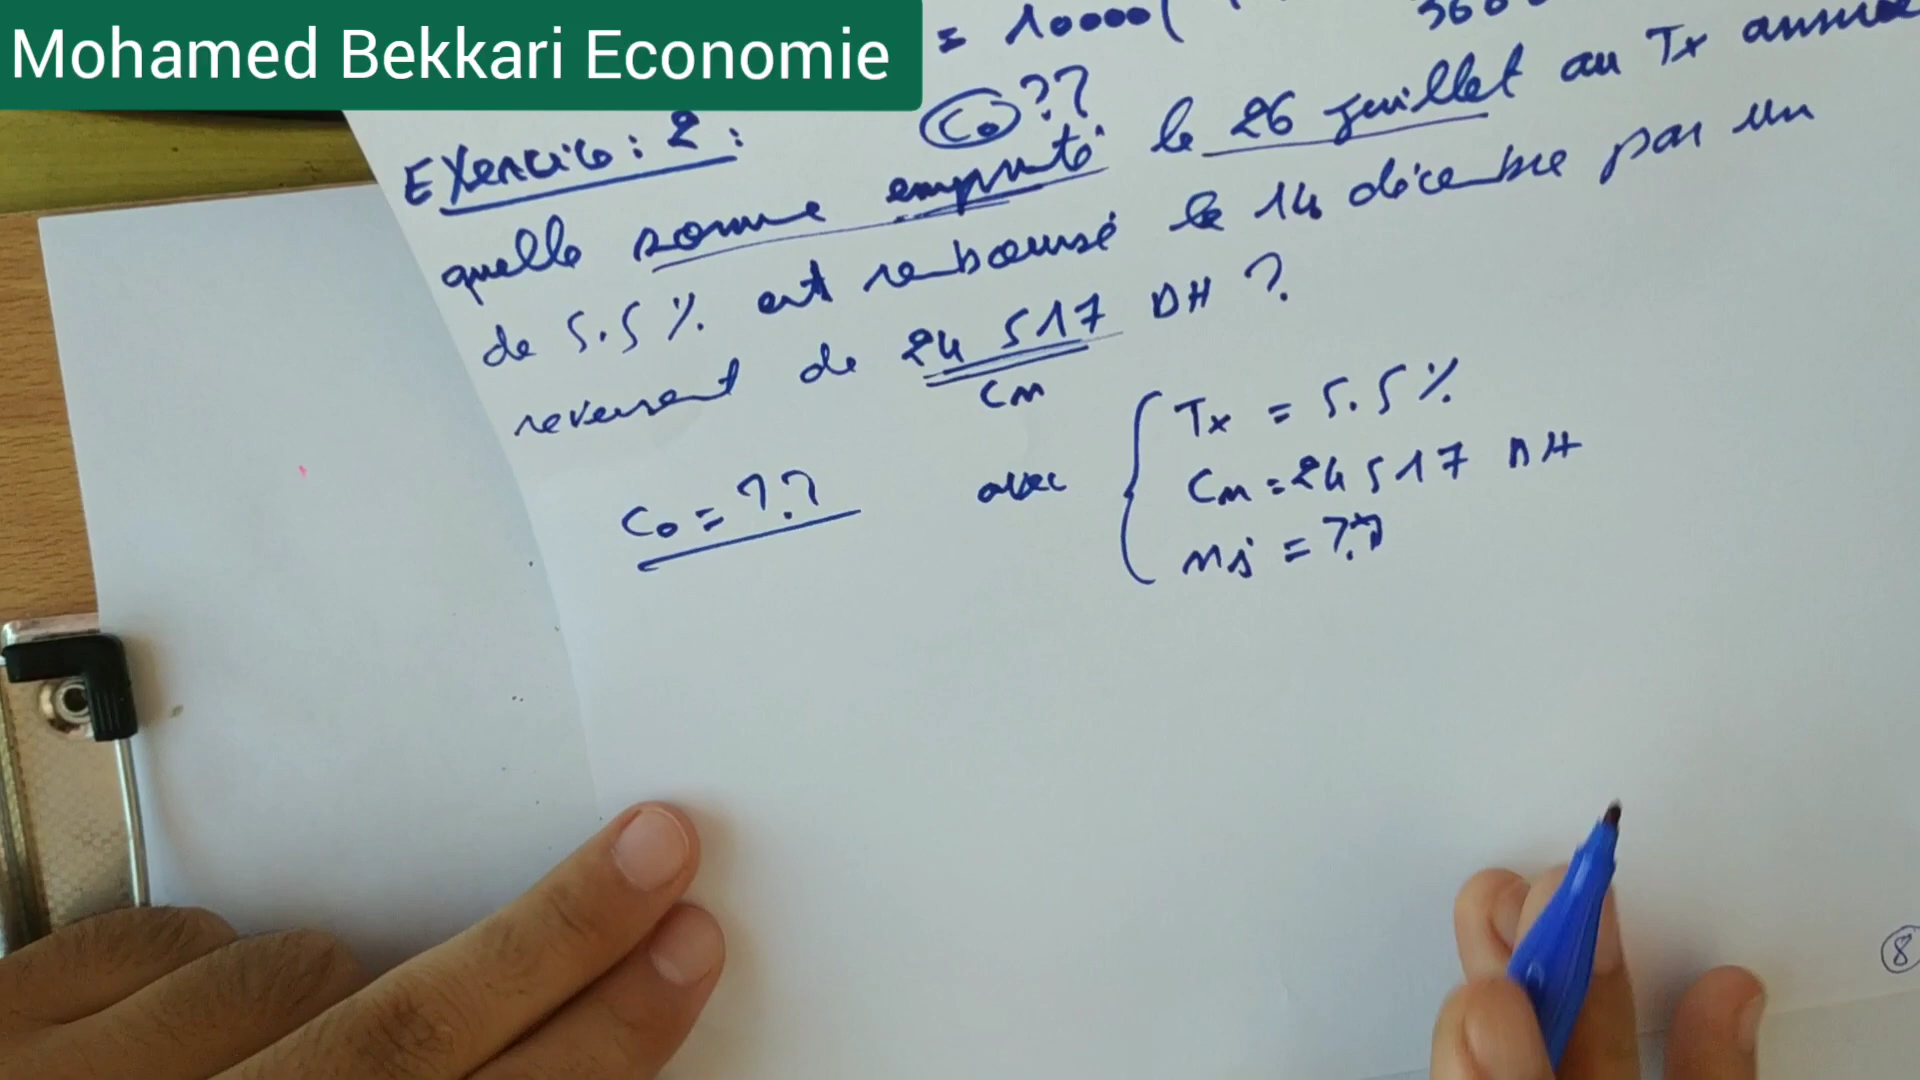 Mohamed Bekkari Economie
= 10000(
Exercice : 2 :
C0 ??
quelle somme emprunté le 26 juillet au Tx annuel
de 5.5 % est remboursé le 14 décembre par un
versement de 24 517 DH ?
Cn
C0 = ??
avec
Tx = 5.5 %
Cn = 24 517 DH
nj = ??
8